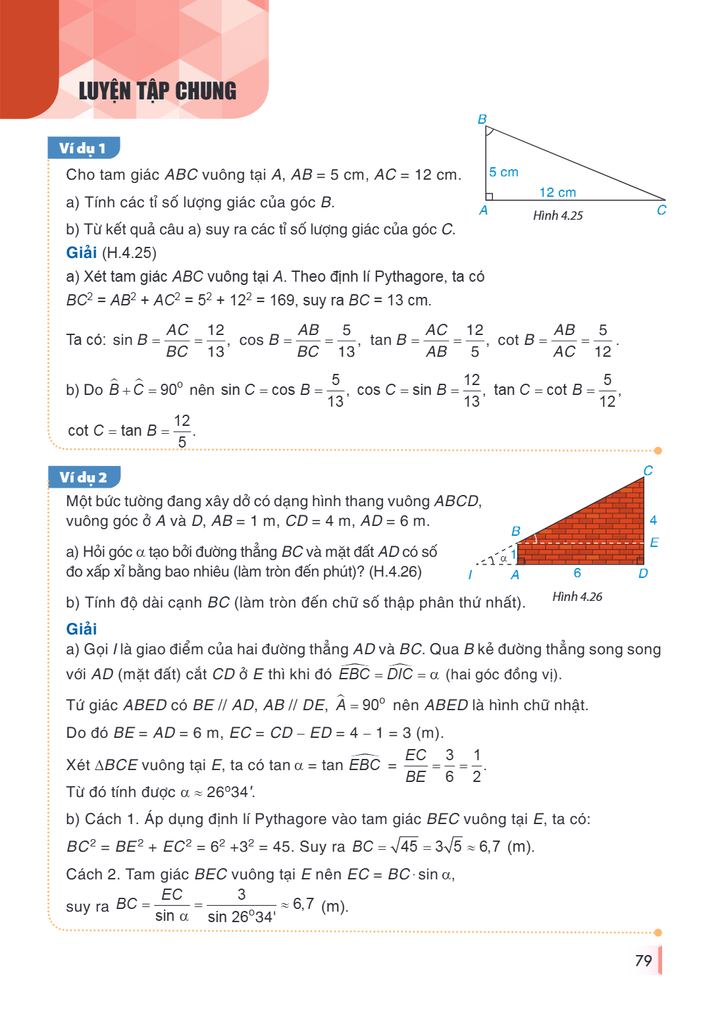 LUYỆN TẬP CHUNG
Ví dụ 1
Cho tam giác ABC vuông tại A, AB = 5 cm, AC = 12 cm.
a) Tính các tỉ số lượng giác của góc B.
b) Từ kết quả câu a) suy ra các tỉ số lượng giác của góc C.
B
5 cm
12 cm
A
C
Hình 4.25
Giải (H.4.25)
a) Xét tam giác ABC vuông tại A. Theo định lí Pythagore, ta có
BC² = AB² + AC² = 5² + 12² = 169, suy ra BC = 13 cm.
Ta có: sin B = AC/BC = 12/13, cos B = AB/BC = 5/13, tan B = AC/AB = 12/5, cot B = AB/AC = 5/12.
b) Do B̂ + Ĉ = 90° nên sin C = cos B = 5/13, cos C = sin B = 12/13, tan C = cot B = 5/12,
cot C = tan B = 12/5.
Ví dụ 2
Một bức tường đang xây dở có dạng hình thang vuông ABCD,
vuông góc ở A và D, AB = 1 m, CD = 4 m, AD = 6 m.
a) Hỏi góc α tạo bởi đường thẳng BC và mặt đất AD có số
đo xấp xỉ bằng bao nhiêu (làm tròn đến phút)? (H.4.26)
b) Tính độ dài cạnh BC (làm tròn đến chữ số thập phân thứ nhất).
C
B
4
E
1
α
I
A
6
D
Hình 4.26
Giải
a) Gọi I là giao điểm của hai đường thẳng AD và BC. Qua B kẻ đường thẳng song song
với AD (mặt đất) cắt CD ở E thì khi đó EBC̑ = DIC̑ = α (hai góc đồng vị).
Tứ giác ABED có BE // AD, AB // DE, Â = 90° nên ABED là hình chữ nhật.
Do đó BE = AD = 6 m, EC = CD – ED = 4 – 1 = 3 (m).
Xét ΔBCE vuông tại E, ta có tan α = tan EBC̑ = EC/BE = 3/6 = 1/2.
Từ đó tính được α ≈ 26°34'.
b) Cách 1. Áp dụng định lí Pythagore vào tam giác BEC vuông tại E, ta có:
BC² = BE² + EC² = 6² +3² = 45. Suy ra BC = √45 = 3√5 ≈ 6,7 (m).
Cách 2. Tam giác BEC vuông tại E nên EC = BC · sin α,
suy ra BC = EC/sin α = 3/sin 26°34' ≈ 6,7 (m).
79